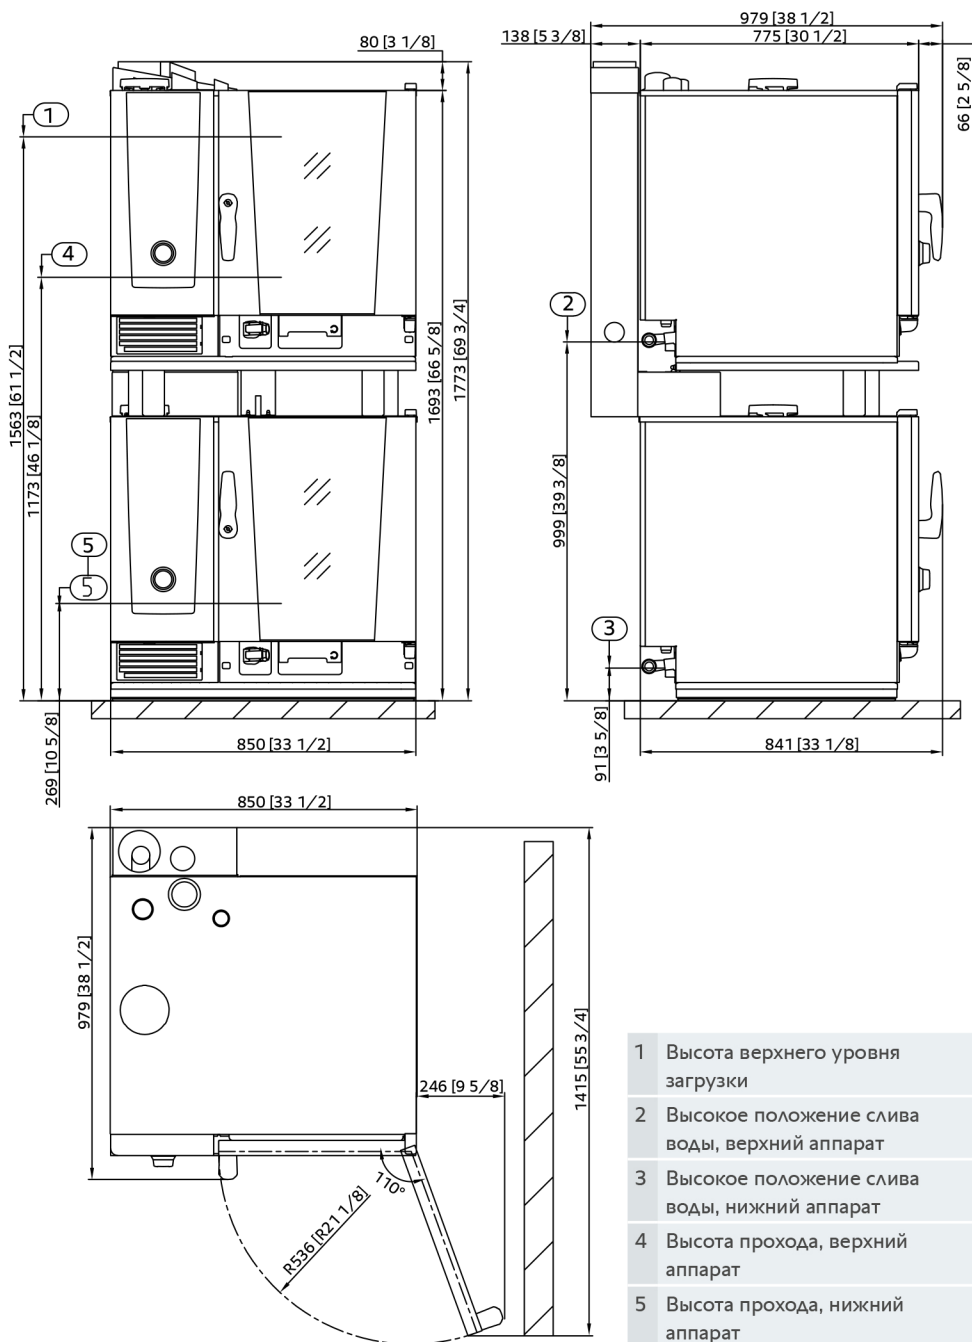 979 [38 1/2]
80 [3 1/8]
138 [5 3/8]
775 [30 1/2]
66 [2 5/8]
1
4
2
1563 [61 1/2]
1173 [46 1/8]
1693 [66 5/8]
1773 [69 3/4]
999 [39 3/8]
5
5
3
269 [10 5/8]
850 [33 1/2]
91 [3 5/8]
841 [33 1/8]
850 [33 1/2]
979 [38 1/2]
1415 [55 3/4]
246 [9 5/8]
110°
R536 [R21 1/8]
1 Высота верхнего уровня
загрузки
2 Высокое положение слива
воды, верхний аппарат
3 Высокое положение слива
воды, нижний аппарат
4 Высота прохода, верхний
аппарат
5 Высота прохода, нижний
аппарат